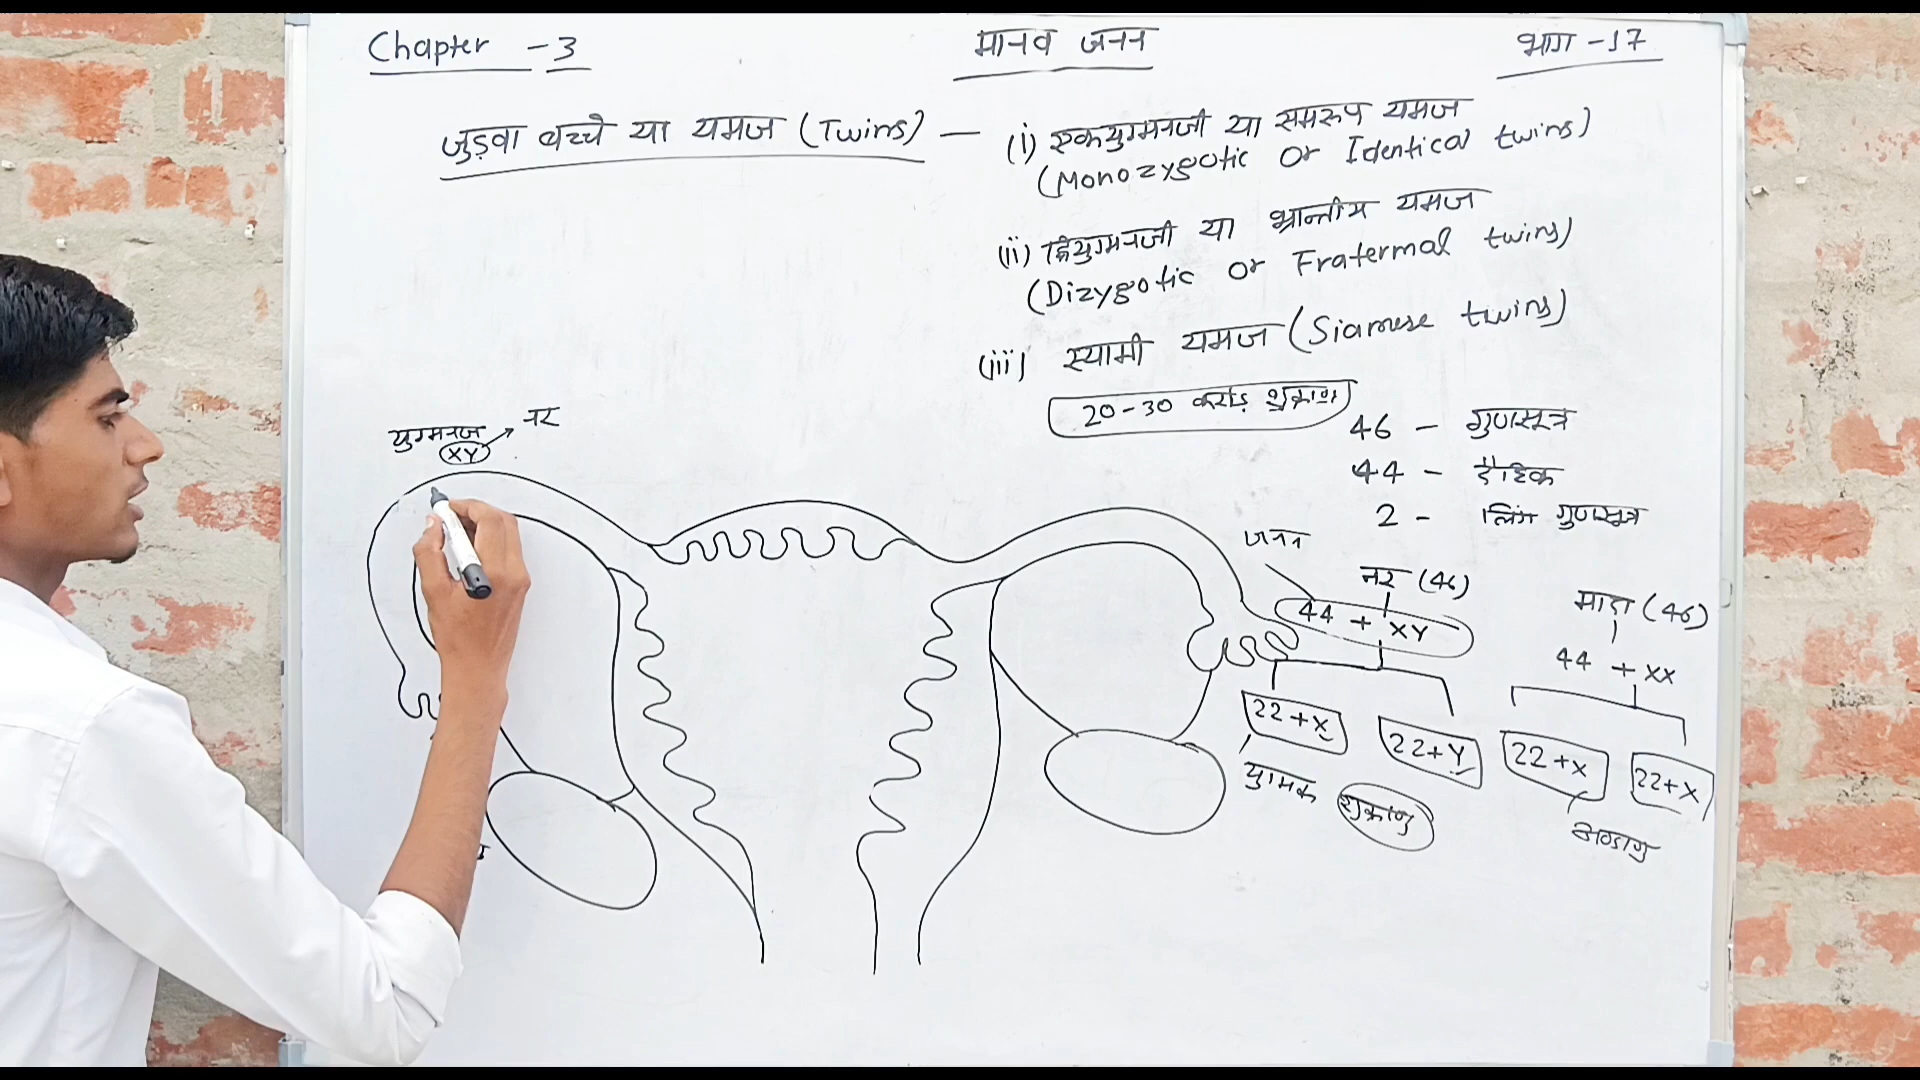 Chapter - 3
मानव जनन
भाग - 17
जुड़वा बच्चे या यमज (Twins) —
(i) एकयुग्मनजी या समरुप यमज
(Monozygotic or Identical twins)
(ii) द्वियुग्मनजी या भ्रान्तीय यमज
(Dizygotic or Fratermal twins)
(iii) स्यामी यमज (Siamese twins)
20-30 करोड़ शुक्राणु
46 - गुणसूत्र
44 - दैहिक
2 - लिंग गुणसूत्र
युग्मनज
XY
नर
जनन
नर (46)
44 + XY
22+X
22+Y
युग्मक
शुक्राणु
मादा (46)
44 + XX
22+X
22+X
अण्डाणु